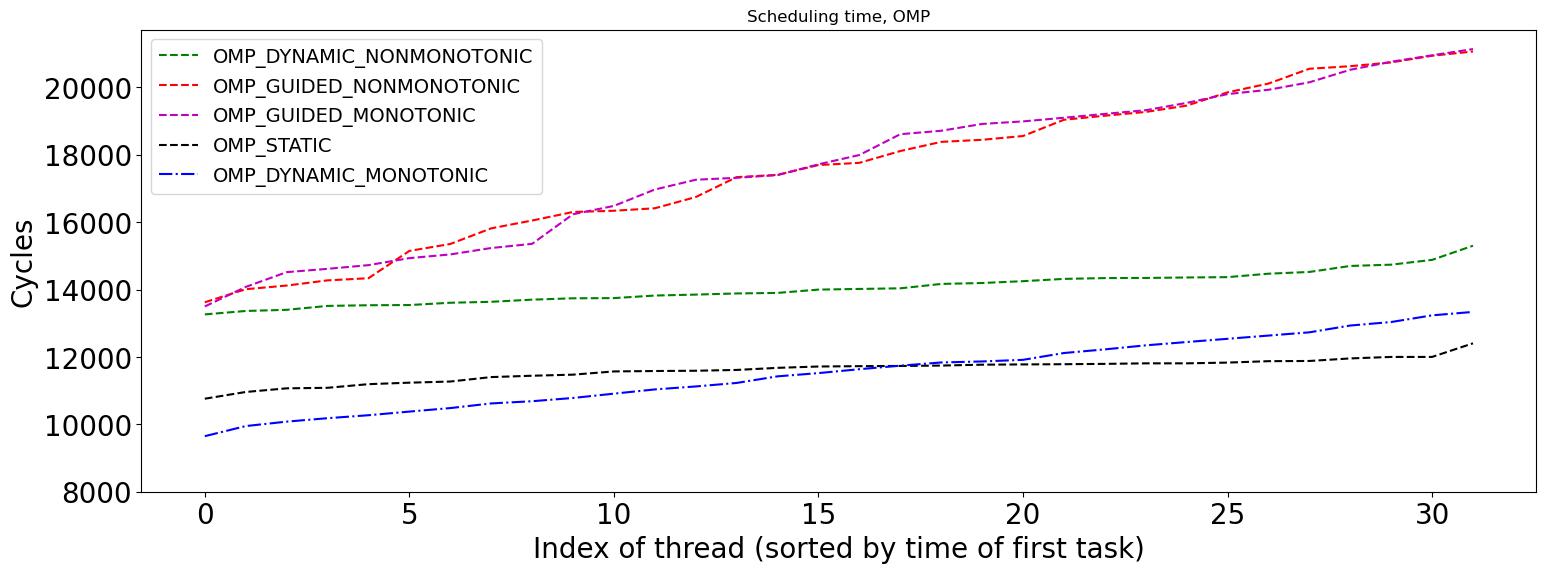 Scheduling time, OMP
OMP_DYNAMIC_NONMONOTONIC
OMP_GUIDED_NONMONOTONIC
OMP_GUIDED_MONOTONIC
OMP_STATIC
OMP_DYNAMIC_MONOTONIC
Cycles
20000
18000
16000
14000
12000
10000
8000
0 5 10 15 20 25 30
Index of thread (sorted by time of first task)